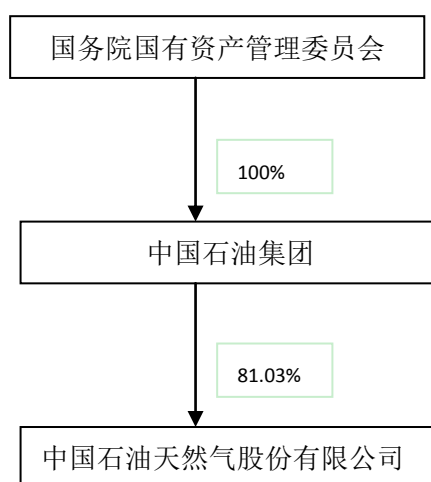 国务院国有资产管理委员会
100%
中国石油集团
81.03%
中国石油天然气股份有限公司